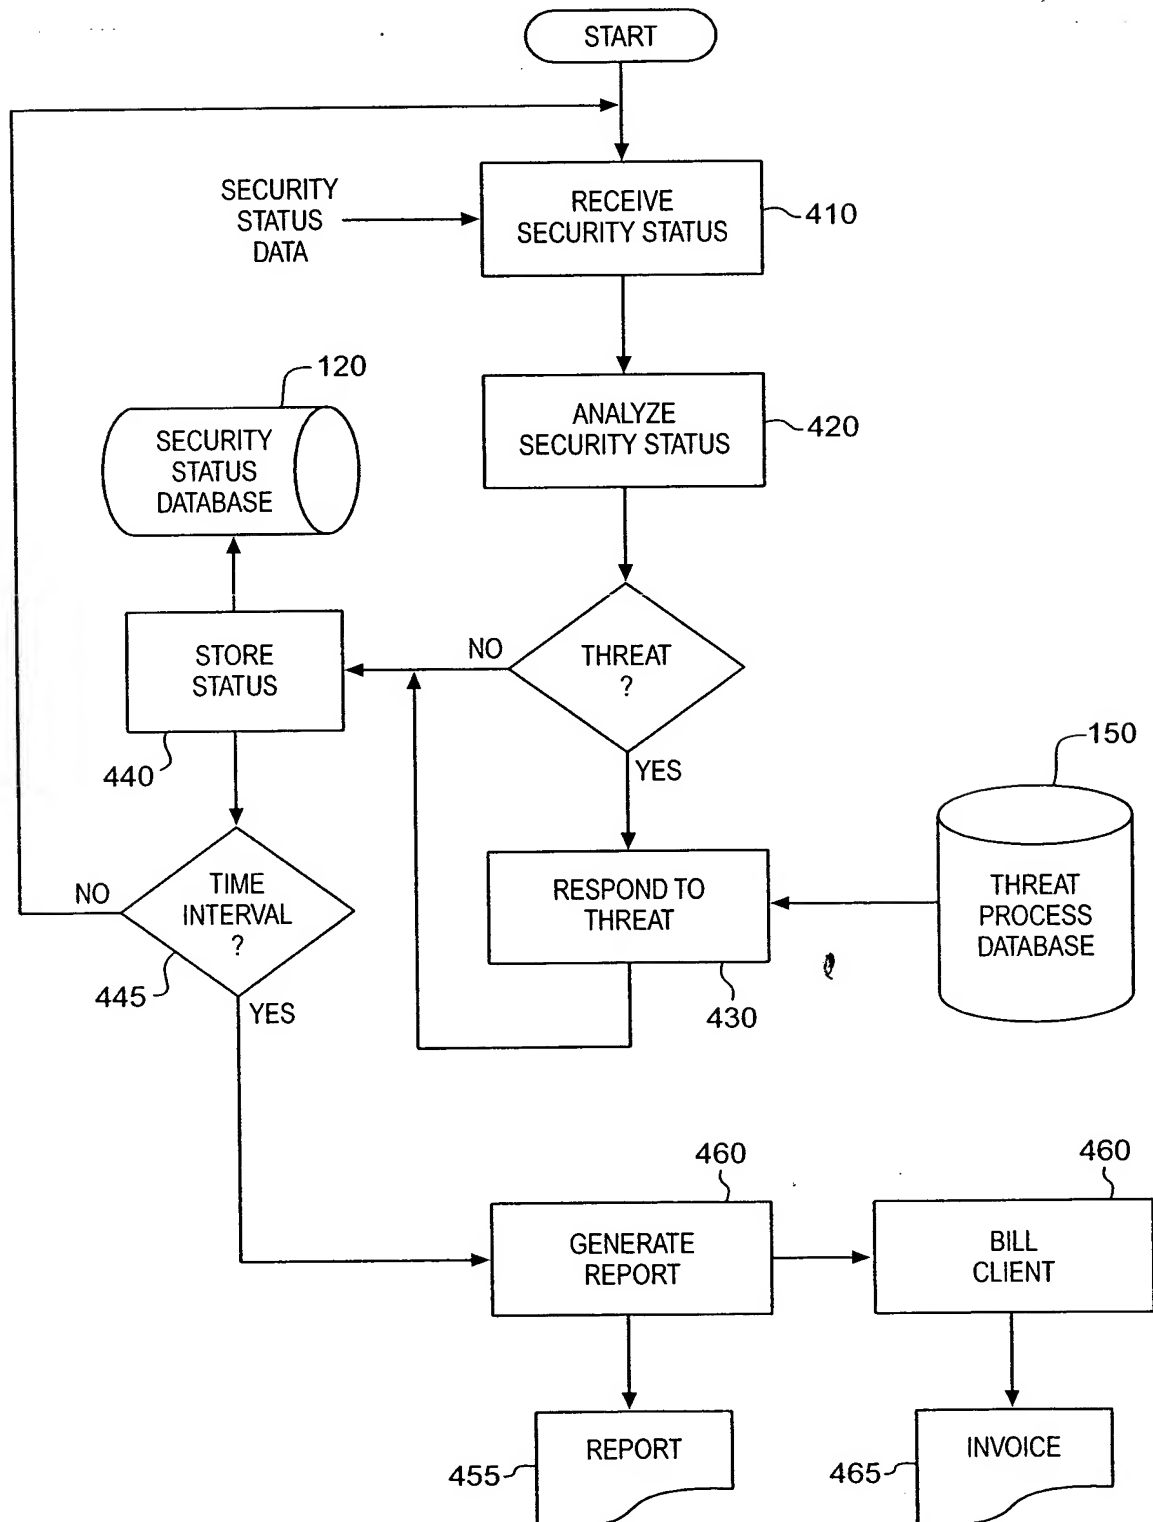 START
SECURITY
STATUS
DATA
RECEIVE
SECURITY STATUS
410
120
SECURITY
STATUS
DATABASE
ANALYZE
SECURITY STATUS
420
STORE
STATUS
440
NO
THREAT
?
YES
150
THREAT
PROCESS
DATABASE
RESPOND TO
THREAT
430
NO
TIME
INTERVAL
?
445
YES
460
GENERATE
REPORT
460
BILL
CLIENT
REPORT
455
INVOICE
465